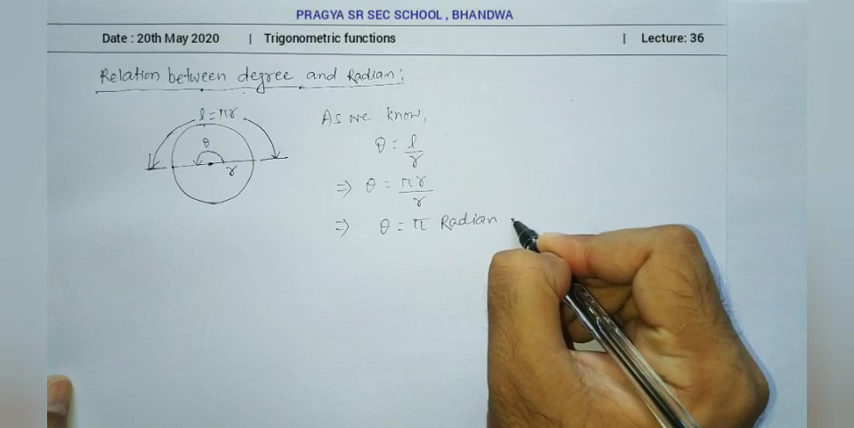 PRAGYA SR SEC SCHOOL , BHANDWA
Date : 20th May 2020 | Trigonometric functions | Lecture: 36
Relation between degree and Radian :
l = πr
θ
r
As we know,
θ = l/r
⇒ θ = πr/r
⇒ θ = π Radian